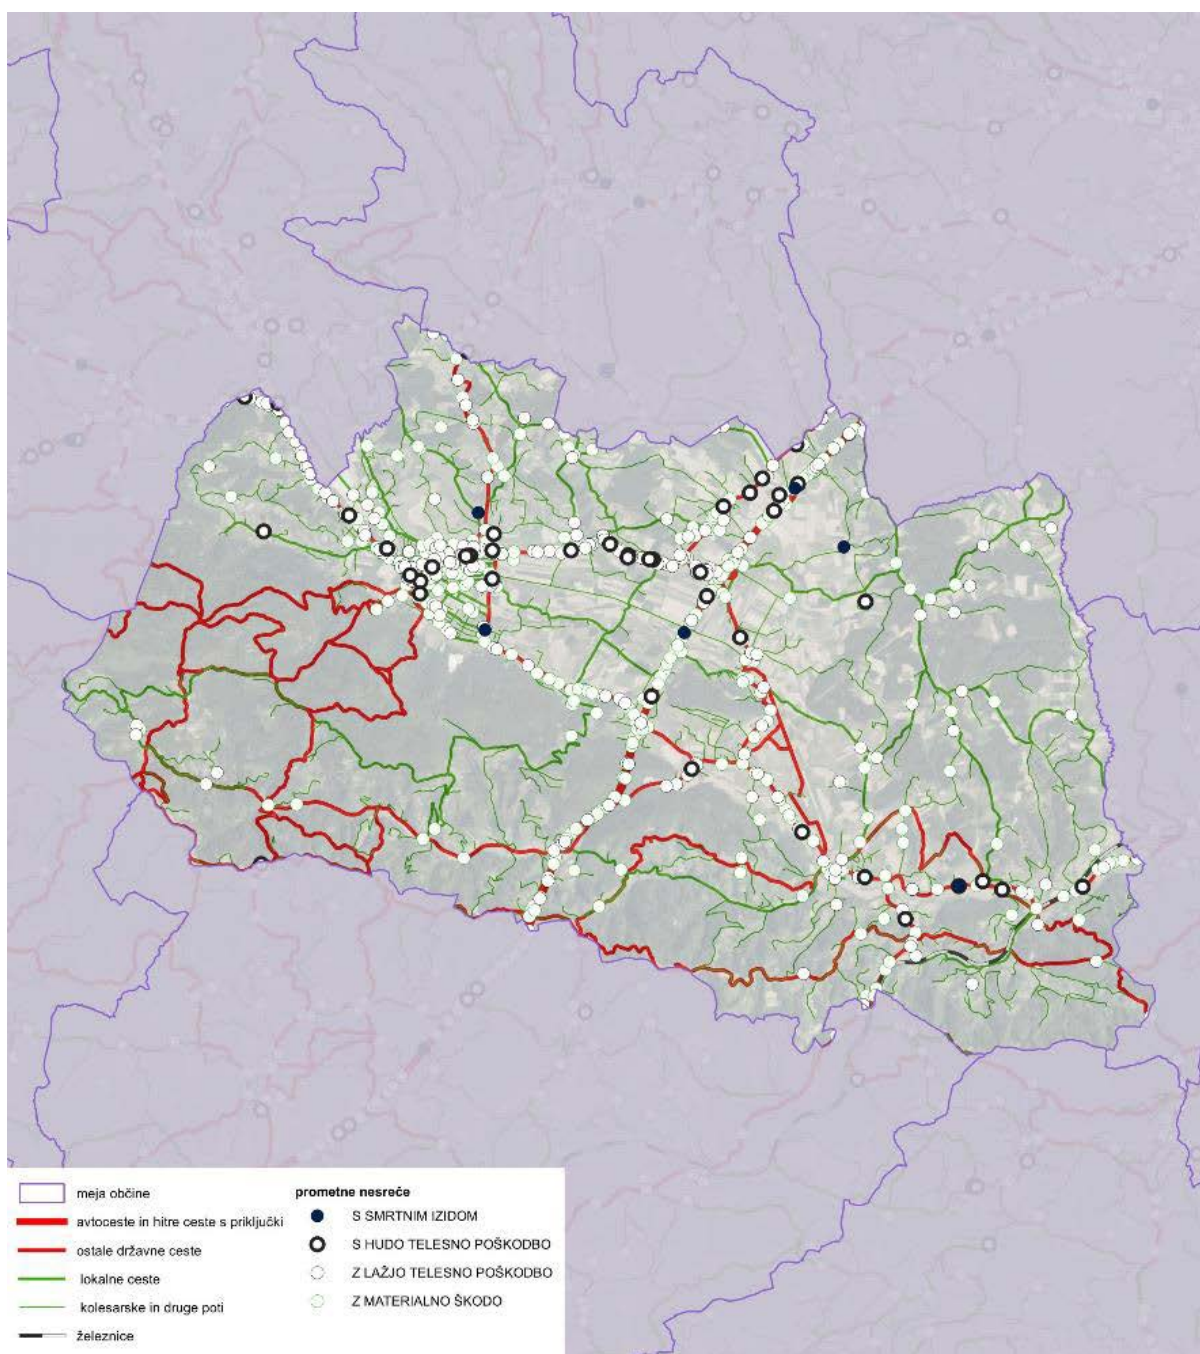 meja občine
avtoceste in hitre ceste s priključki
ostale državne ceste
lokalne ceste
kolesarske in druge poti
železnice
prometne nesreče
S SMRTNIM IZIDOM
S HUDO TELESNO POŠKODBO
Z LAŽJO TELESNO POŠKODBO
Z MATERIALNO ŠKODO